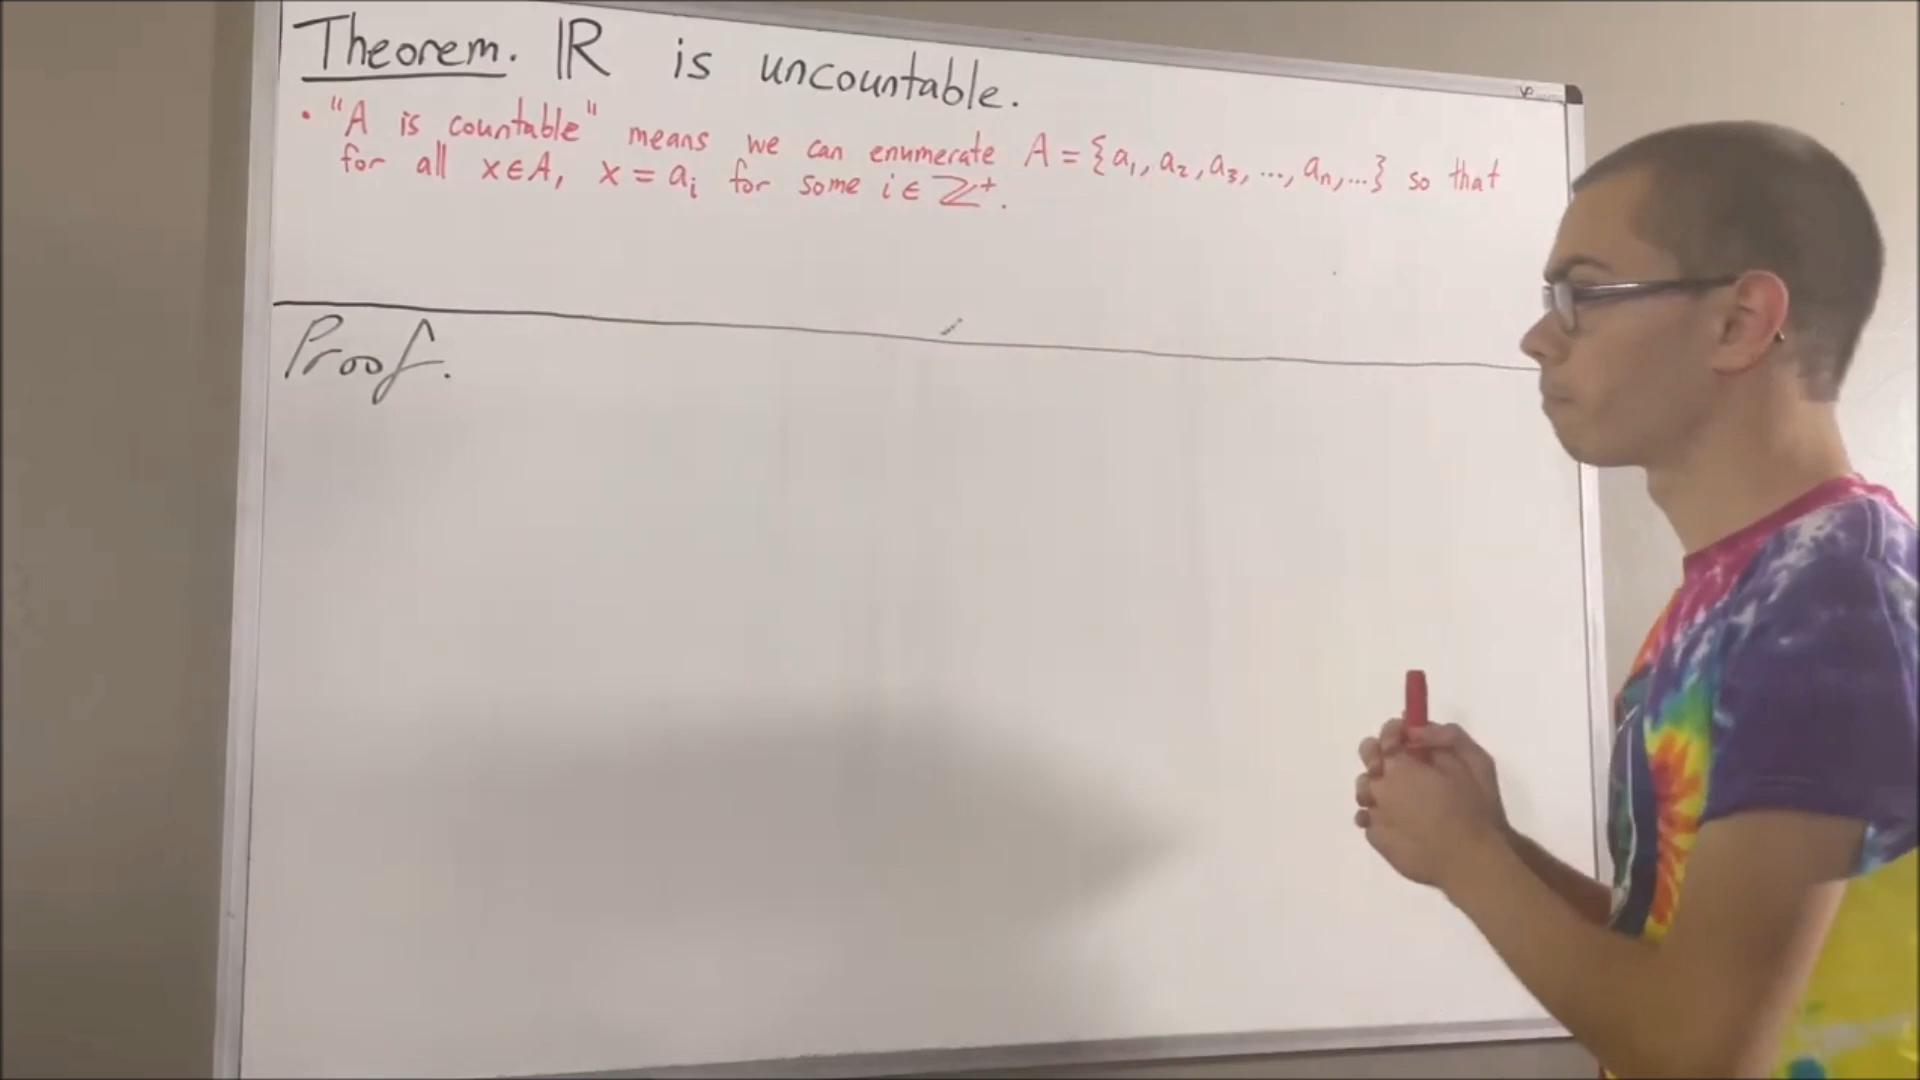 Theorem. ℝ is uncountable.
• "A is countable" means we can enumerate A = {a₁, a₂, a₃, ..., aₙ, ...} so that
for all x ∈ A, x = aᵢ for some i ∈ ℤ⁺.
Proof.